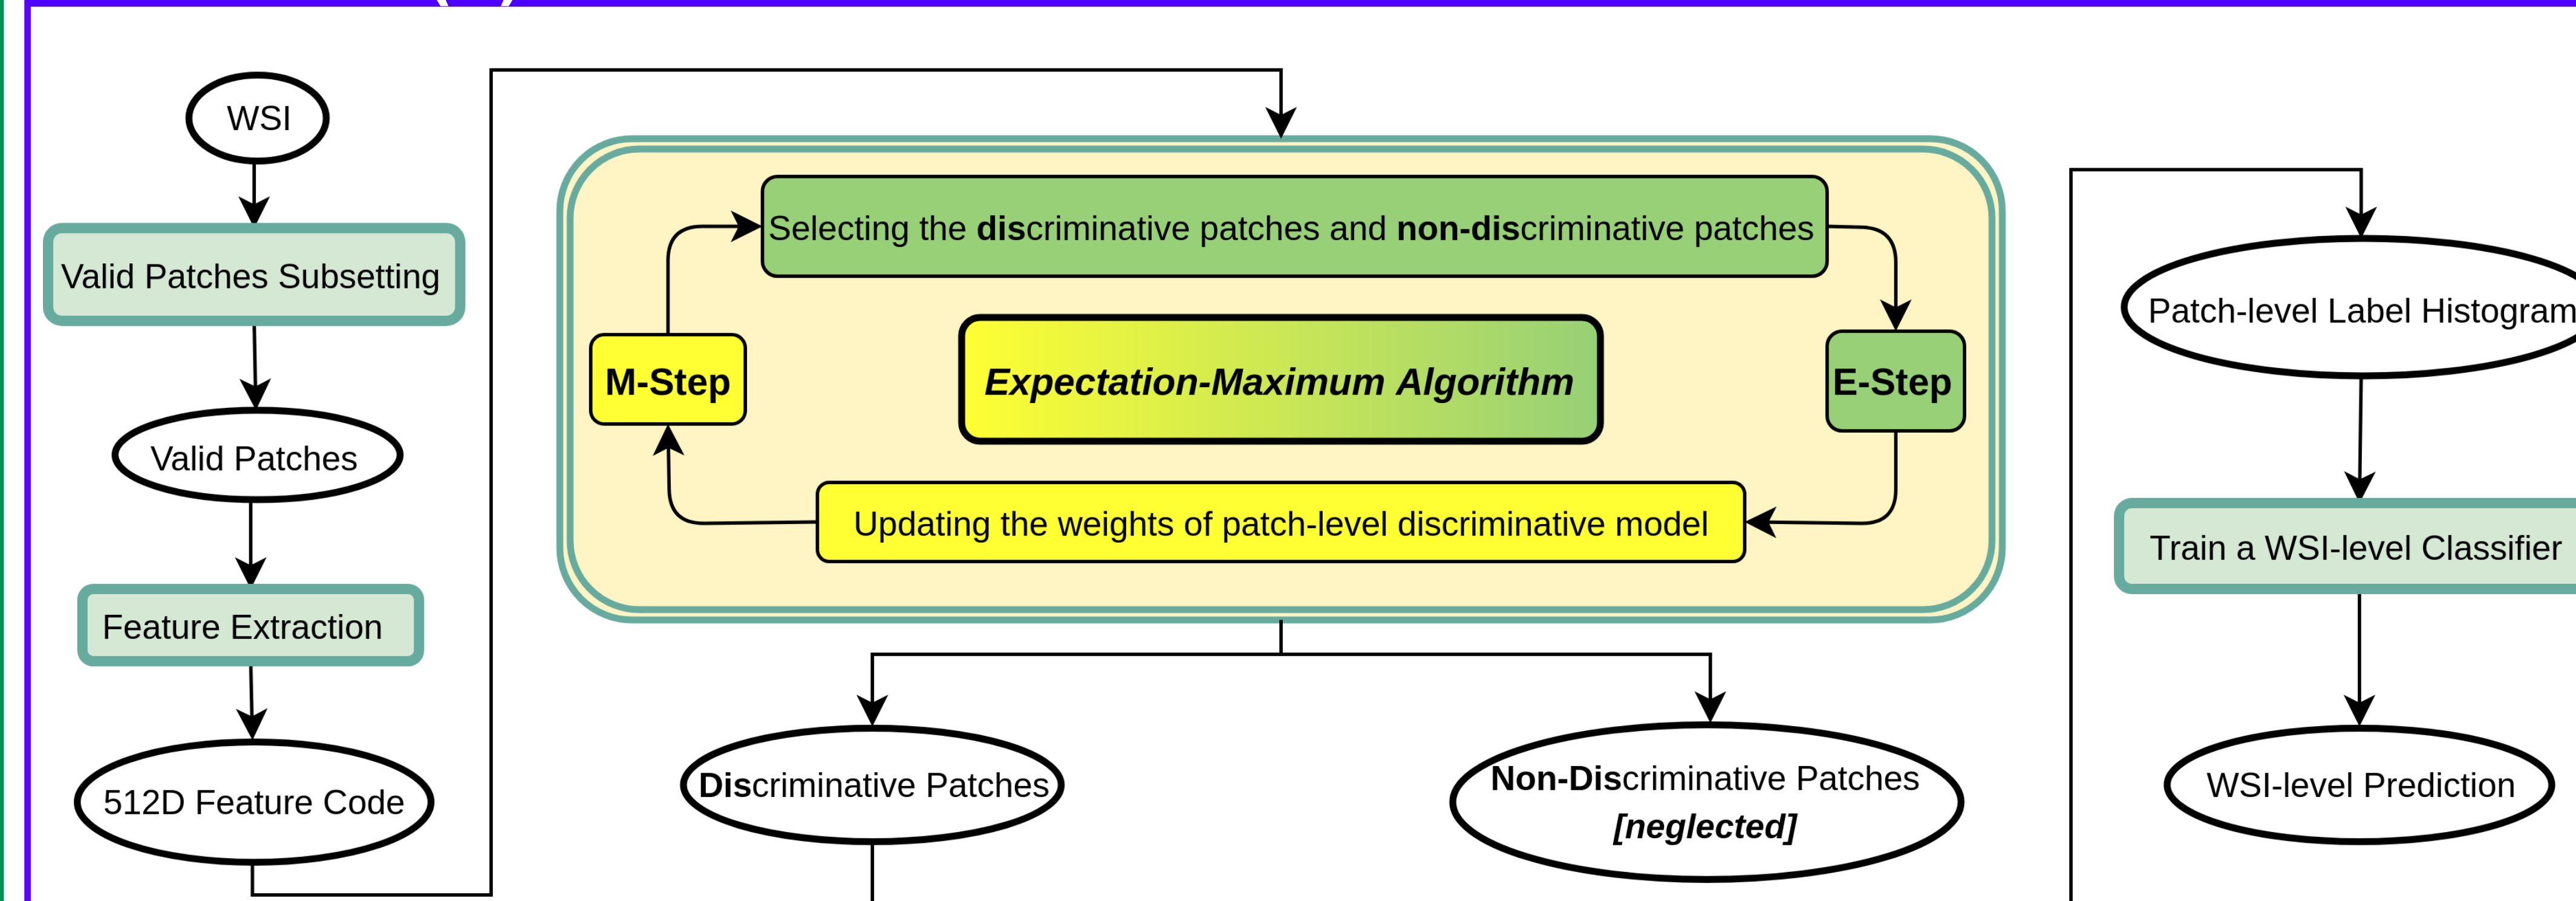 WSI
Valid Patches Subsetting
Valid Patches
Feature Extraction
512D Feature Code
Selecting the discriminative patches and non-discriminative patches
M-Step
Expectation-Maximum Algorithm
E-Step
Updating the weights of patch-level discriminative model
Discriminative Patches
Non-Discriminative Patches
[neglected]
Patch-level Label Histogram
Train a WSI-level Classifier
WSI-level Prediction